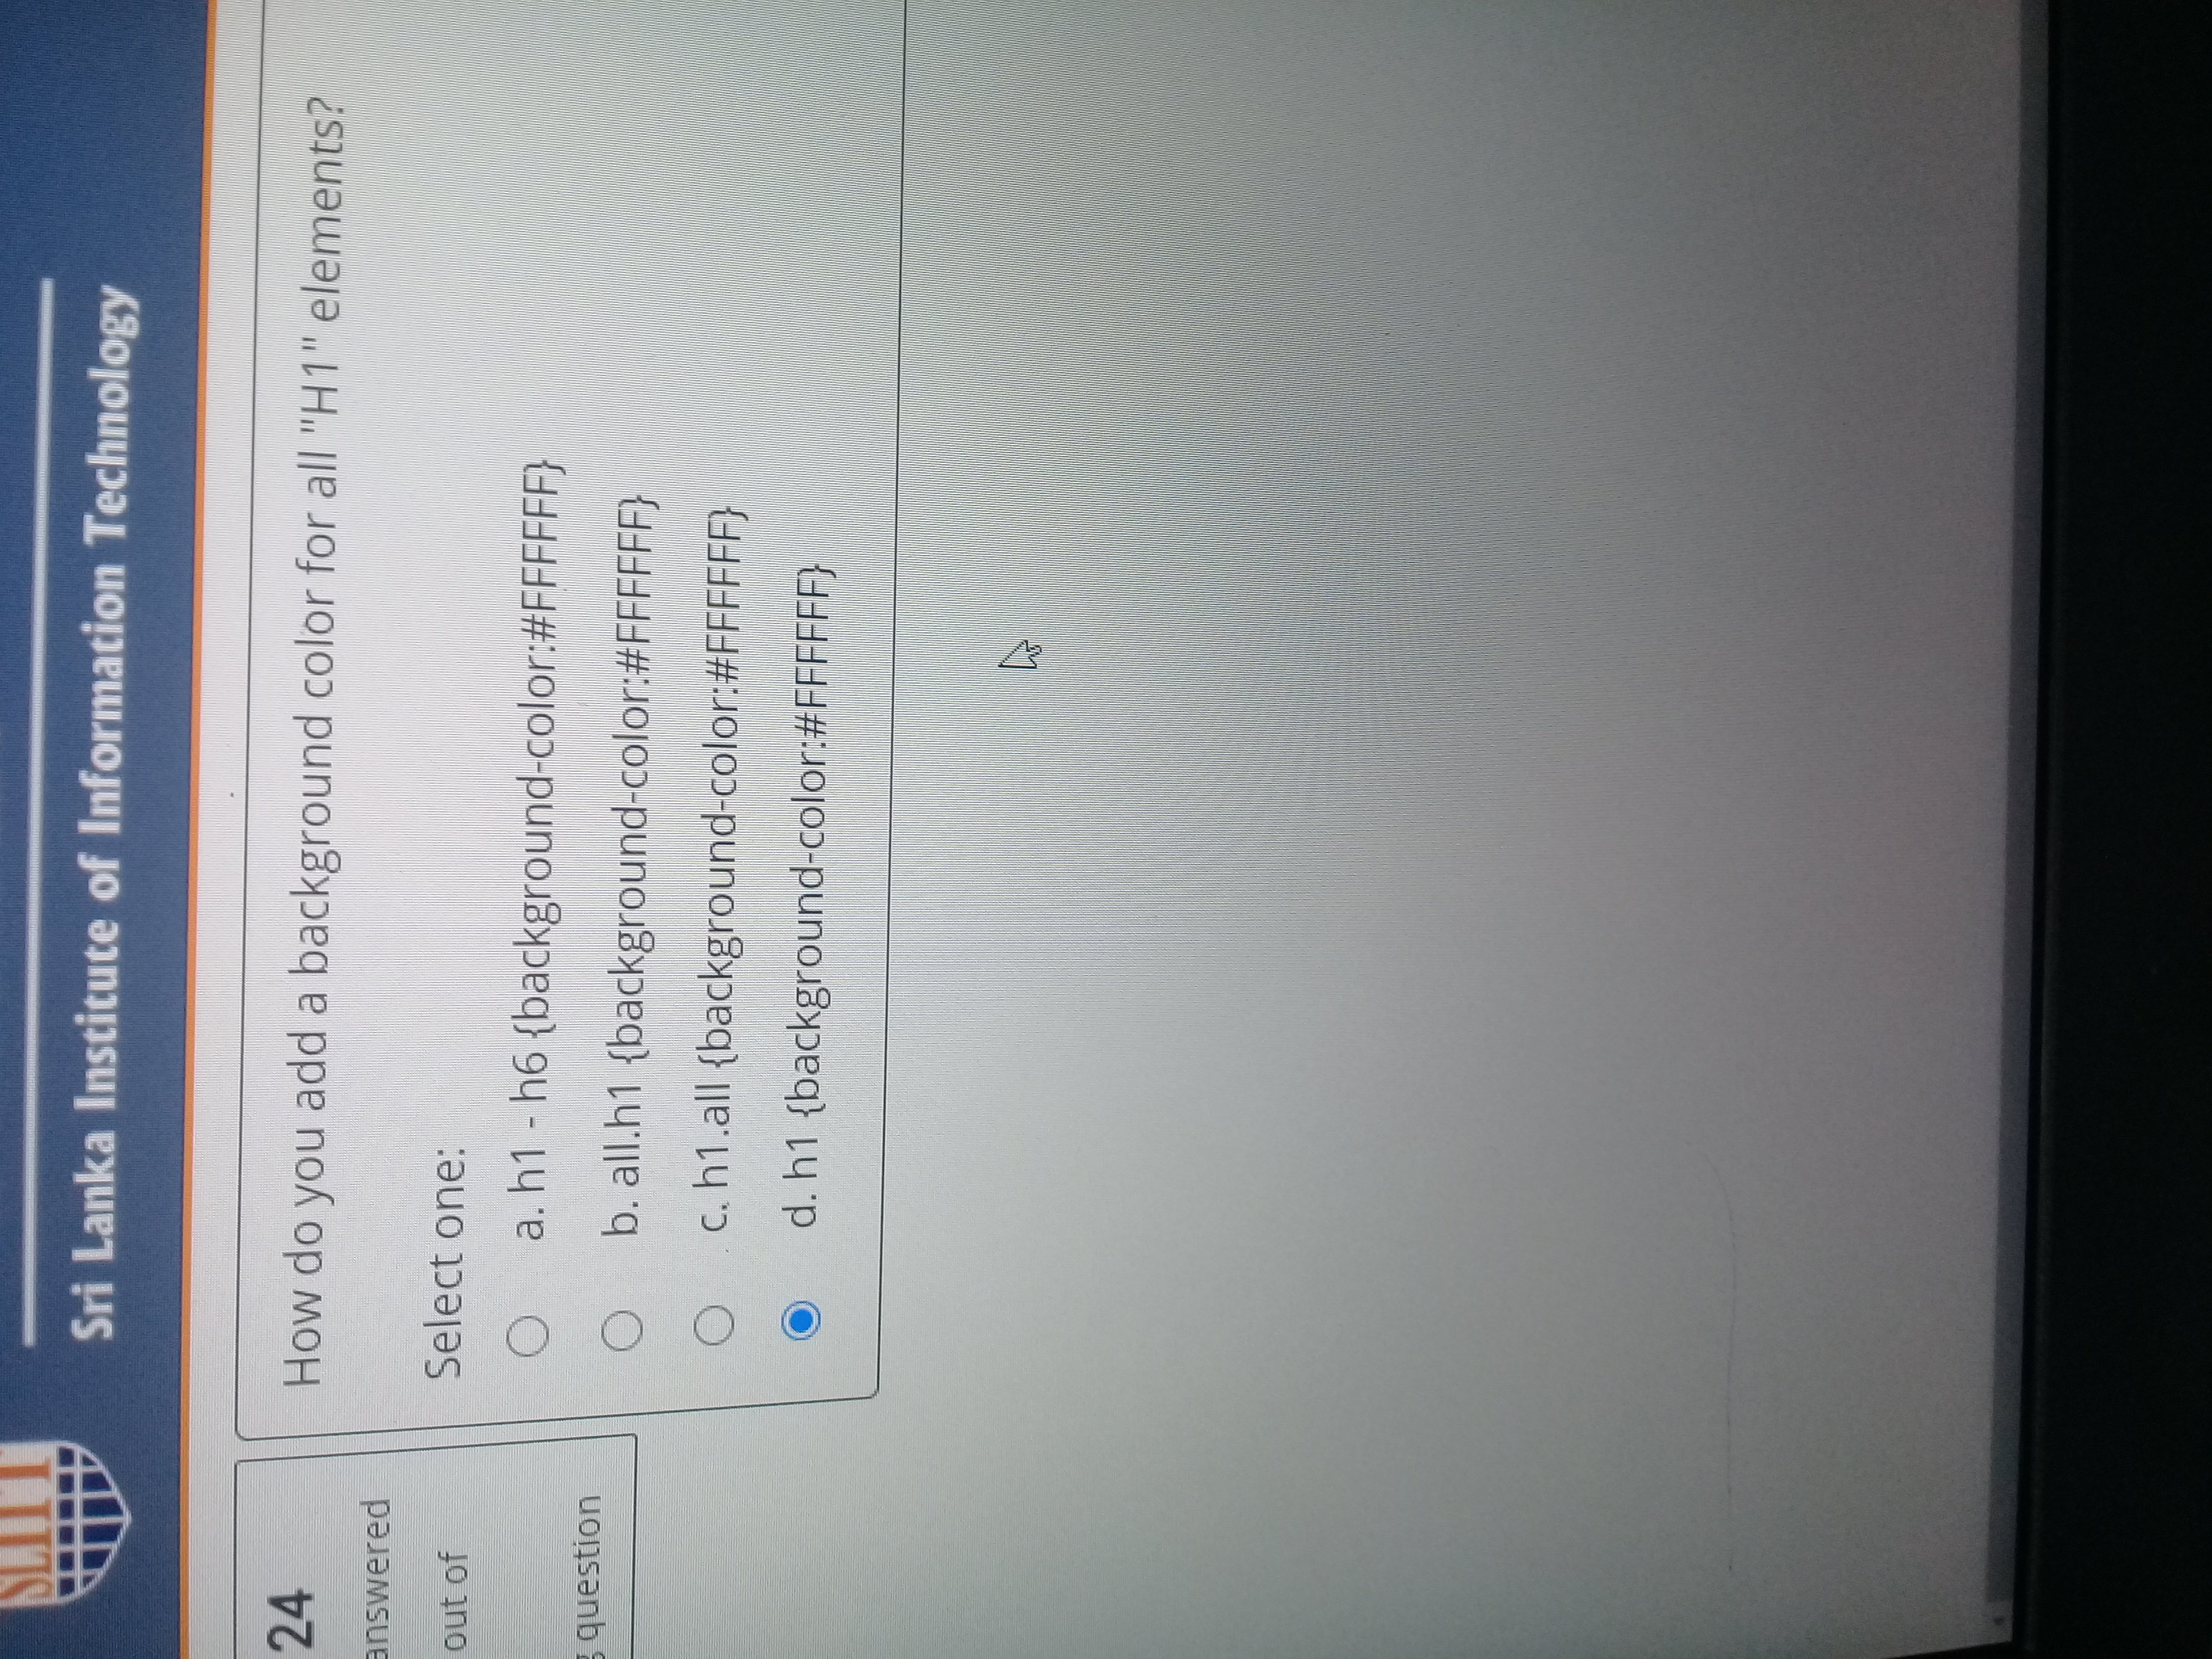 SLIIT
Sri Lanka Institute of Information Technology
24
answered
out of
question
How do you add a background color for all "H1" elements?
Select one:
a. h1 - h6 {background-color:#FFFFFF}
b. all.h1 {background-color:#FFFFFF}
c. h1.all {background-color:#FFFFFF}
d. h1 {background-color:#FFFFFF}